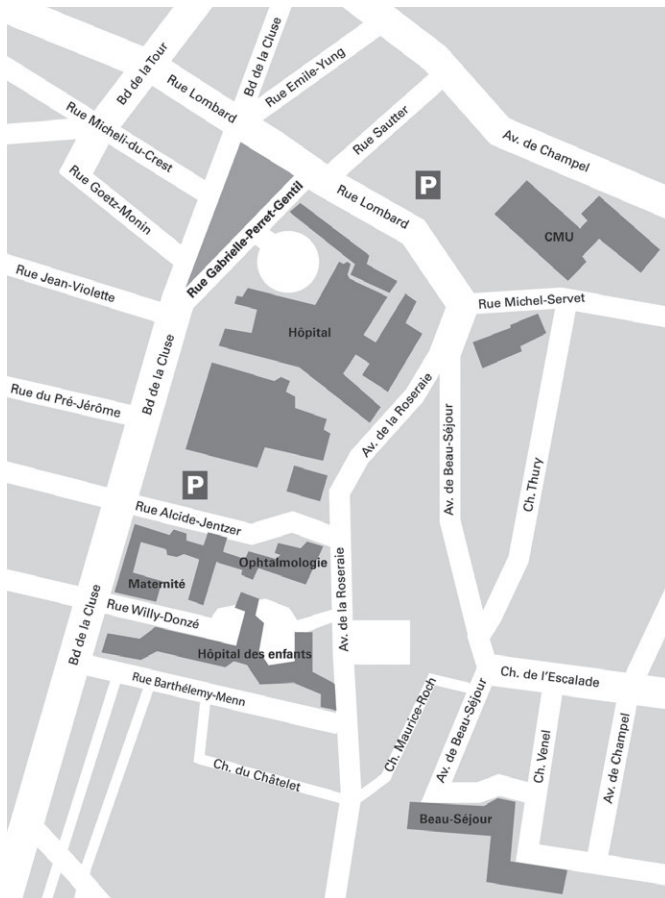 Bd de la Tour
Bd de la Cluse
Rue Lombard
Rue Emile-Yung
Rue Micheli-du-Crest
Rue Sautter
Av. de Champel
Rue Goetz-Monin
P
Rue Lombard
Rue Gabrielle-Perret-Gentil
CMU
Rue Jean-Violette
Rue Michel-Servet
Hôpital
Bd de la Cluse
Rue du Pré-Jérôme
Av. de la Roseraie
Av. de Beau-Séjour
Ch. Thury
P
Rue Alcide-Jentzer
Ophtalmologie
Maternité
Av. de la Roseraie
Rue Willy-Donzé
Bd de la Cluse
Hôpital des enfants
Rue Barthélemy-Menn
Ch. de l'Escalade
Ch. Maurice-Roch
Av. de Beau-Séjour
Ch. Venel
Av. de Champel
Ch. du Châtelet
Beau-Séjour